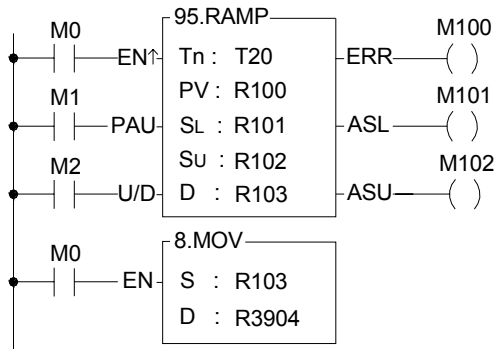 95.RAMP
M0 EN↑ Tn : T20 ERR M100 ( )
PV : R100
M1 PAU SL : R101 ASL M101 ( )
SU : R102
M2 U/D D : R103 ASU M102 ( )
8.MOV
M0 EN S : R103
D : R3904